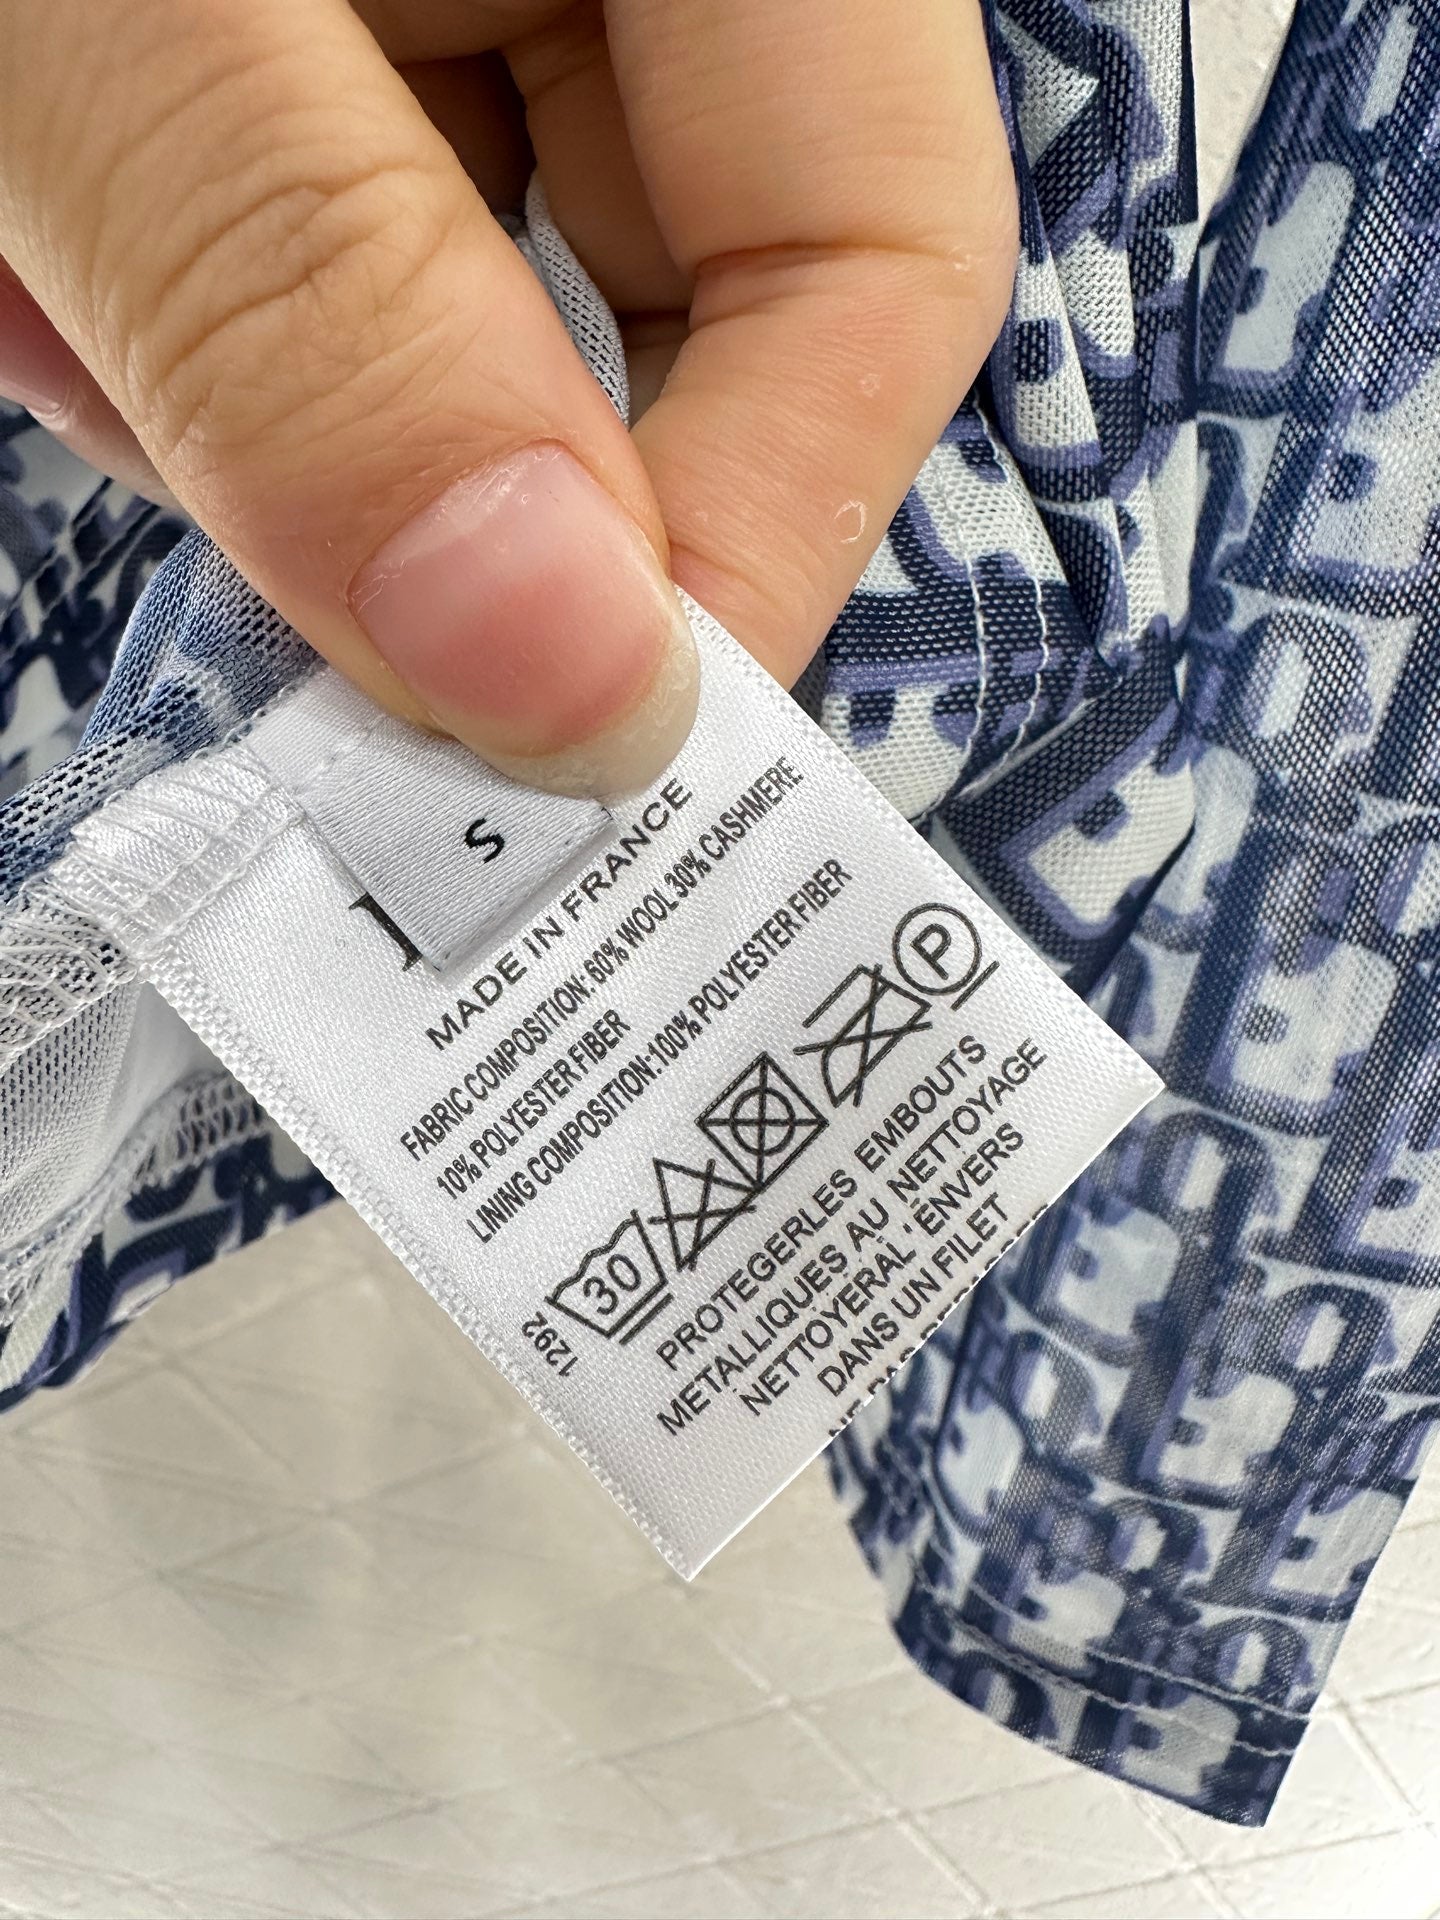 S
MADE IN FRANCE
FABRIC COMPOSITION: 60% WOOL 30% CASHMERE
10% POLYESTER FIBER
LINING COMPOSITION:100% POLYESTER FIBER
P
30
1292
PROTEGERLES EMBOUTS
METALLIQUES AU NETTOYAGE
NETTOYERAL 'ENVERS
DANS UN FILET